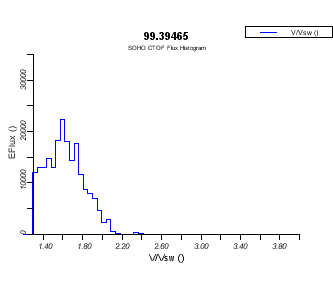 99.39465
SOHO CTOF Flux Histogram
V/Vsw ()
EFlux ()
30000
20000
10000
0
1.40 1.80 2.20 2.60 3.00 3.40 3.80
V/Vsw ()